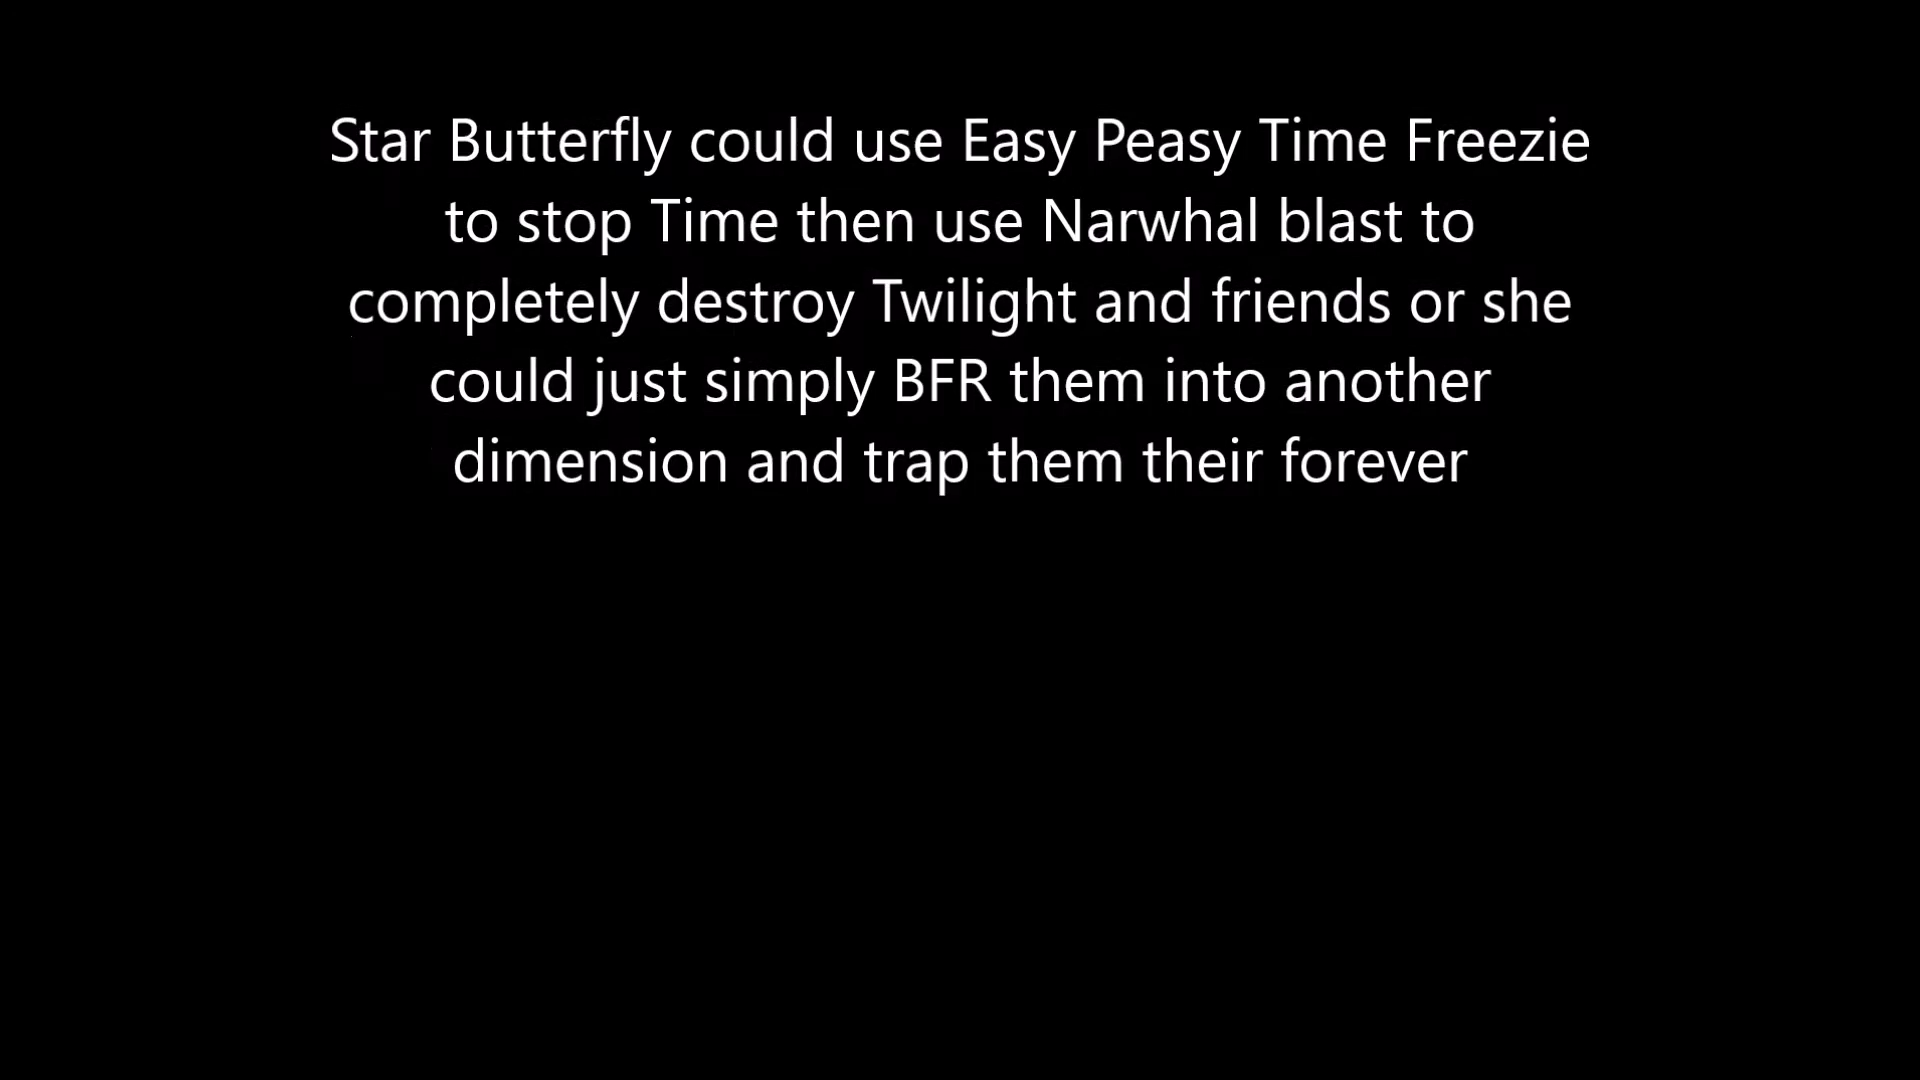 Star Butterfly could use Easy Peasy Time Freezie
to stop Time then use Narwhal blast to
completely destroy Twilight and friends or she
could just simply BFR them into another
dimension and trap them their forever